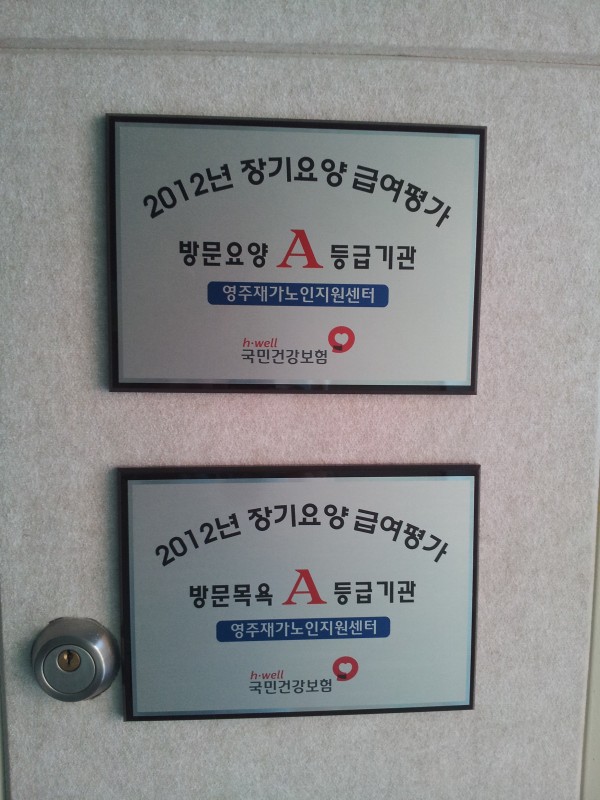 2012년 장기요양 급여평가
방문요양 A 등급기관
영주재가노인지원센터
h·well
국민건강보험
2012년 장기요양 급여평가
방문목욕 A 등급기관
영주재가노인지원센터
h·well
국민건강보험